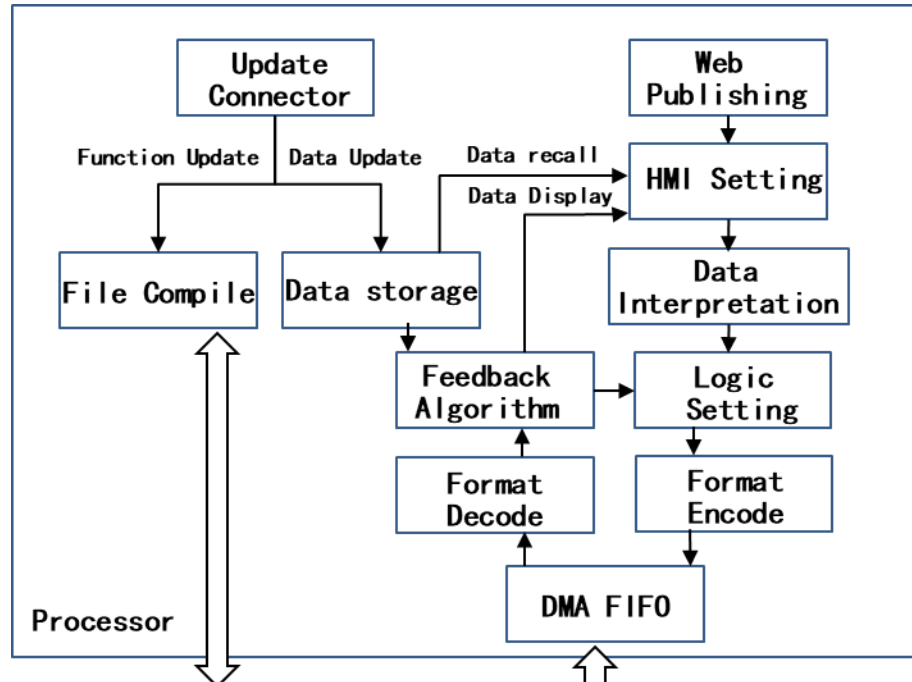 Update
Connector
Web
Publishing
Function Update
Data Update
Data recall
HMI Setting
Data Display
File Compile
Data storage
Data
Interpretation
Feedback
Algorithm
Logic
Setting
Format
Decode
Format
Encode
DMA FIFO
Processor